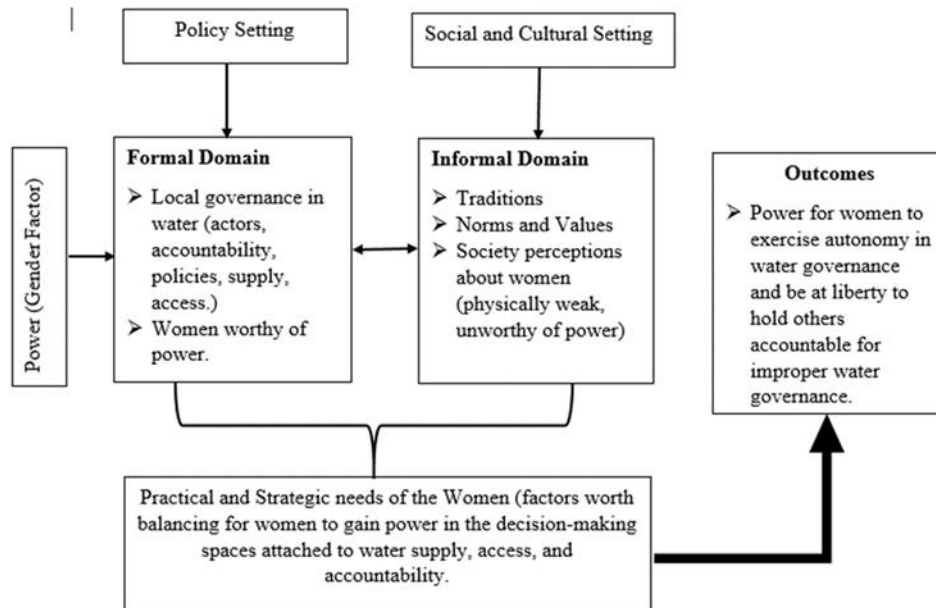 Policy Setting
Social and Cultural Setting
Power (Gender Factor)
Formal Domain
➤ Local governance in
water (actors,
accountability,
policies, supply,
access.)
➤ Women worthy of
power.
Informal Domain
➤ Traditions
➤ Norms and Values
➤ Society perceptions
about women
(physically weak,
unworthy of power)
Outcomes
➤ Power for women to
exercise autonomy in
water governance
and be at liberty to
hold others
accountable for
improper water
governance.
Practical and Strategic needs of the Women (factors worth
balancing for women to gain power in the decision-making
spaces attached to water supply, access, and
accountability.